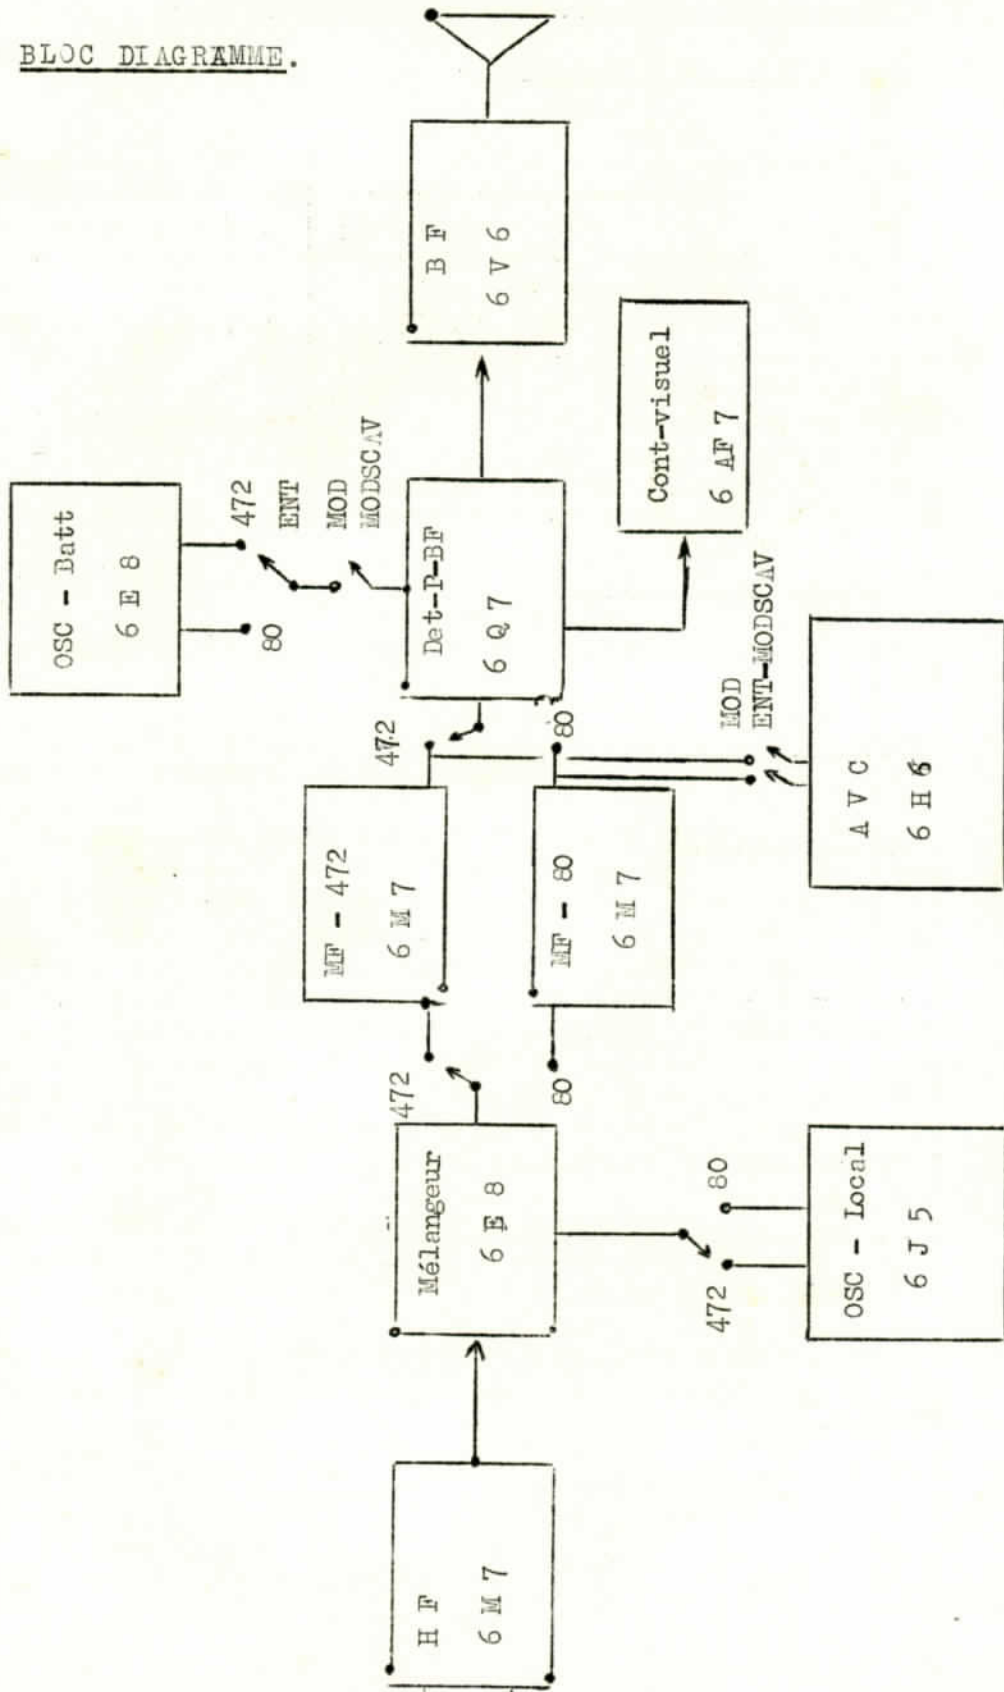 BLOC DIAGRAMME.
H F
6 M 7
Mélangeur
6 E 8
OSC - Local
6 J 5
472
80
472
80
MF - 472
6 M 7
MF - 80
6 M 7
472
80
A V C
6 H 6
MOD
ENT-MODSCAV
Det-P-BF
6 Q 7
OSC - Batt
6 E 8
80
472
ENT
MOD
MODSCAV
Cont-visuel
6 AF 7
B F
6 V 6